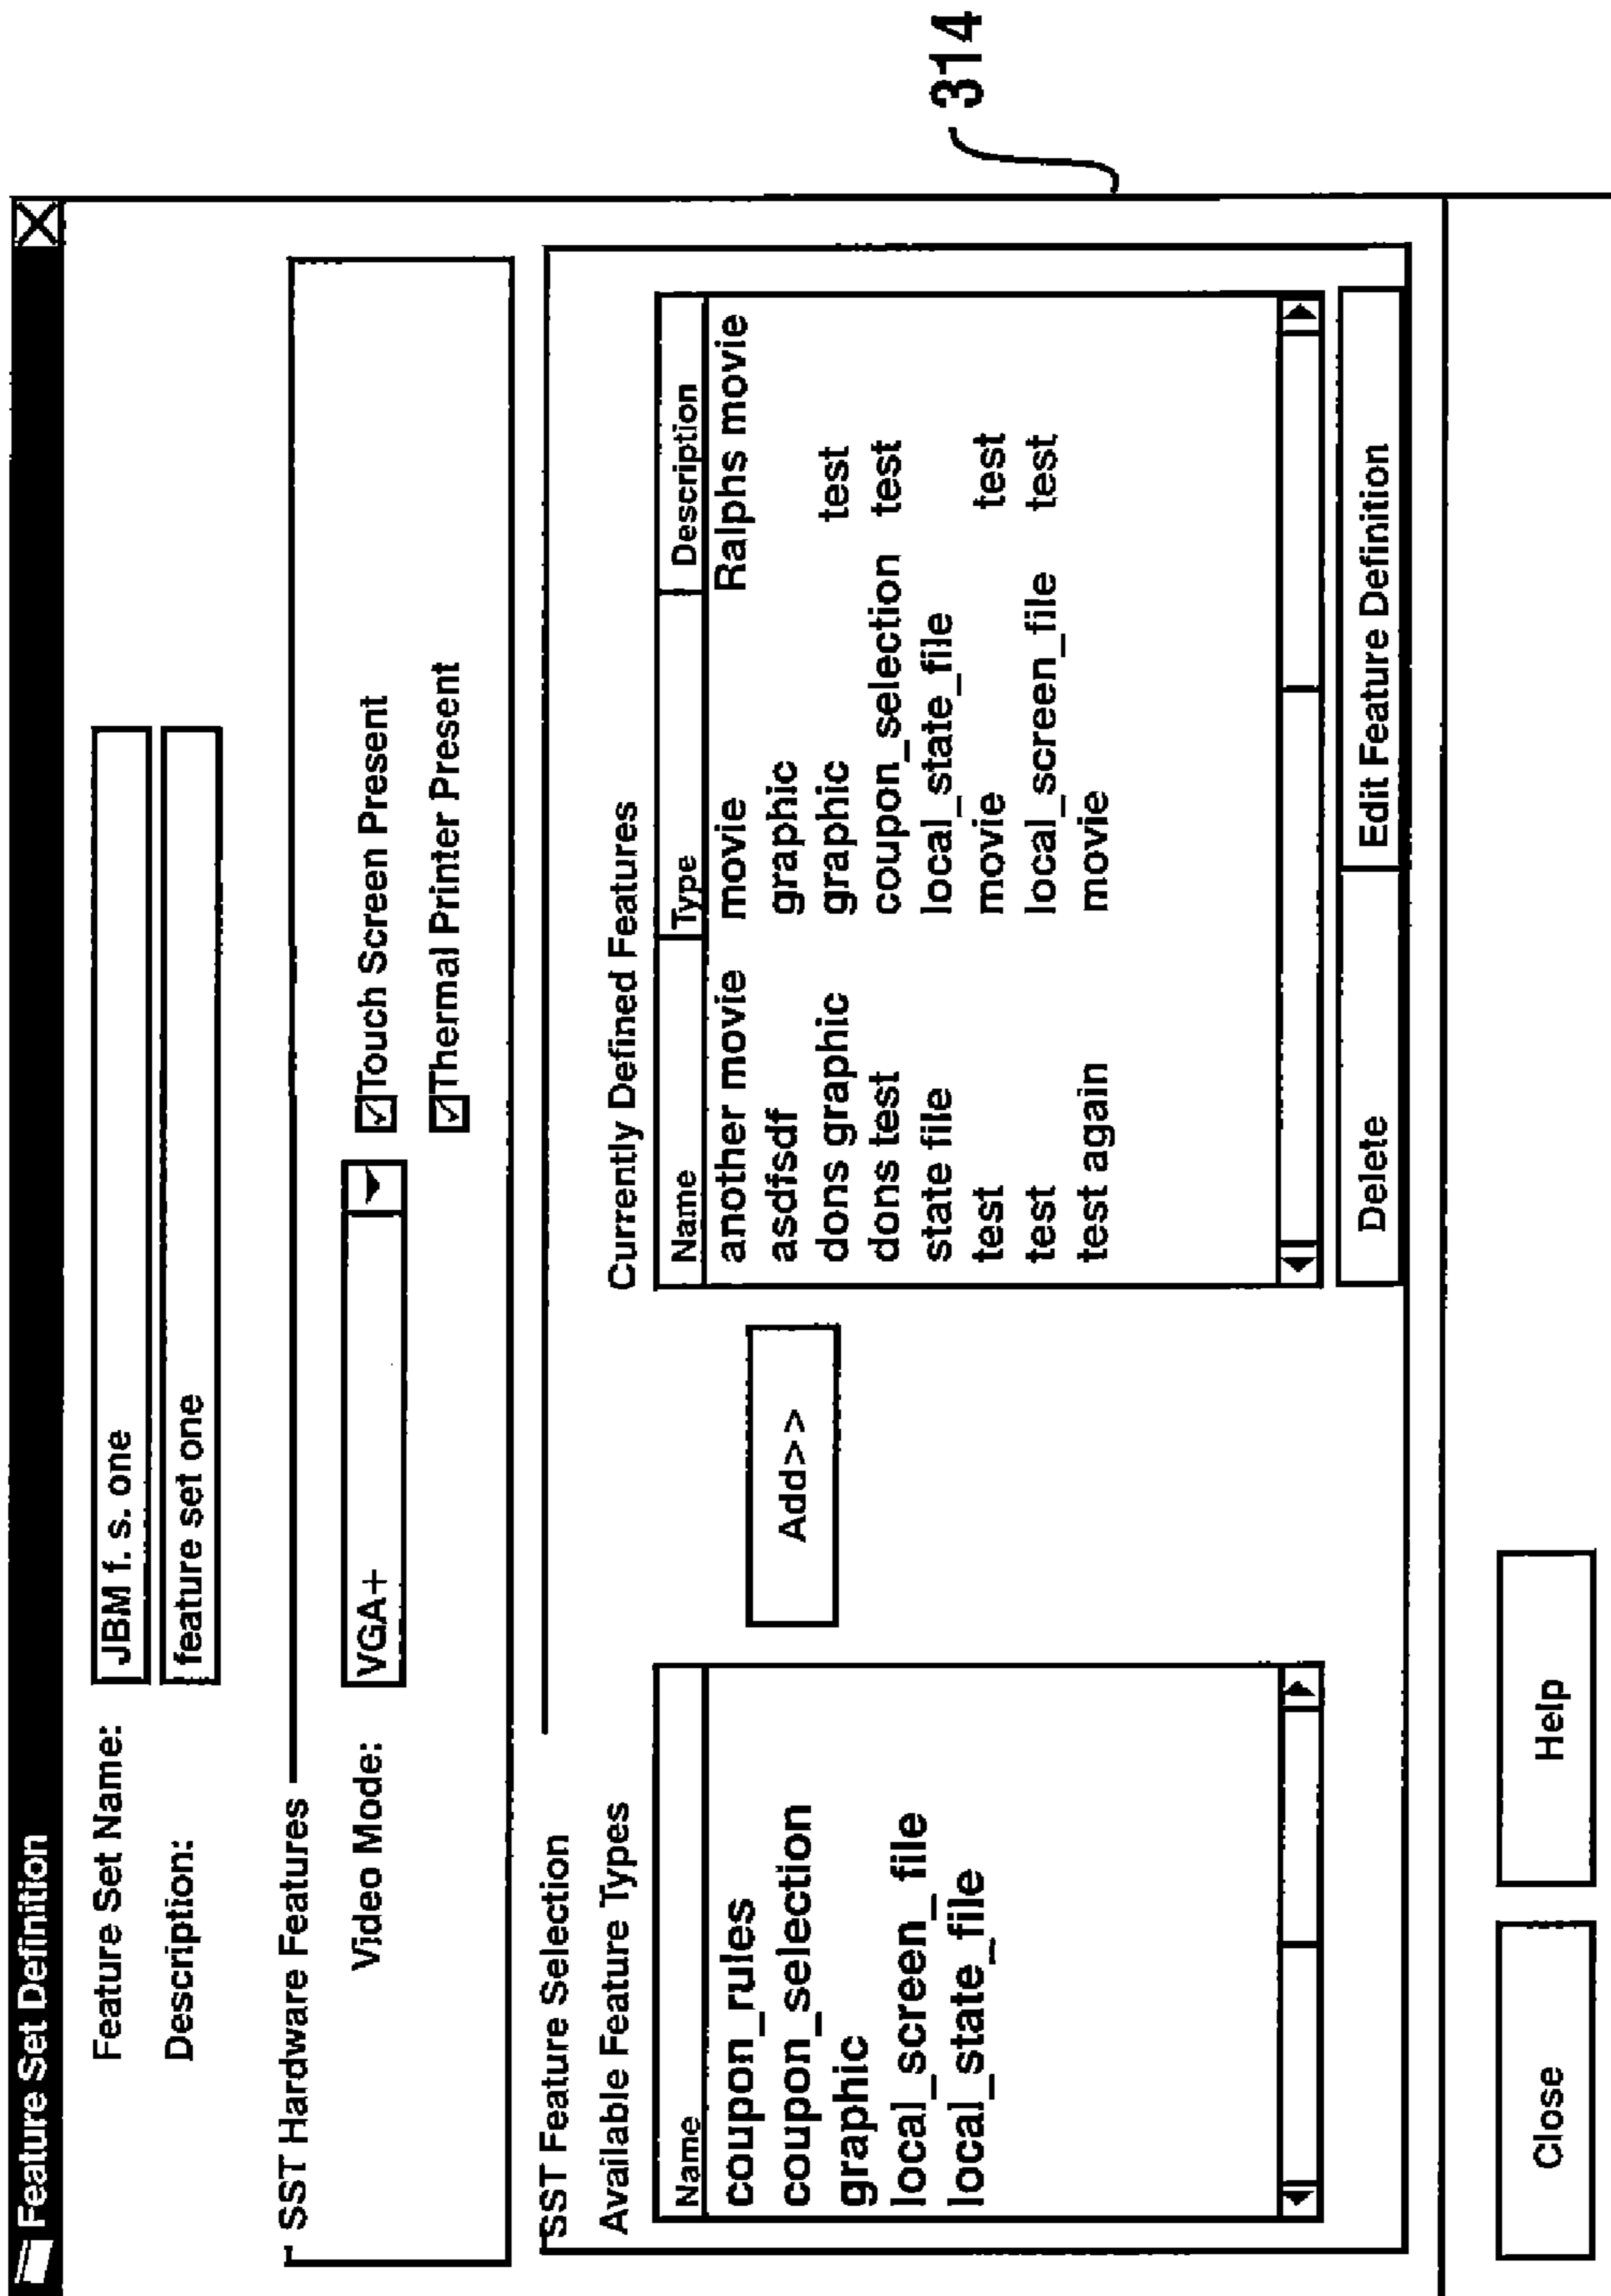 Feature Set Definition
Feature Set Name: JBM f. s. one
Description: feature set one
SST Hardware Features
Video Mode: VGA+
Touch Screen Present
Thermal Printer Present
SST Feature Selection
Available Feature Types
Name
coupon_rules
coupon_selection
graphic
local_screen_file
local_state_file
Add>>
Currently Defined Features
Name Type Description
another movie movie Ralphs movie
asdfsdf graphic
dons graphic graphic test
dons test coupon_selection test
state file local_state_file
test movie test
test local_screen_file test
test again movie
Delete Edit Feature Definition
Close Help
314